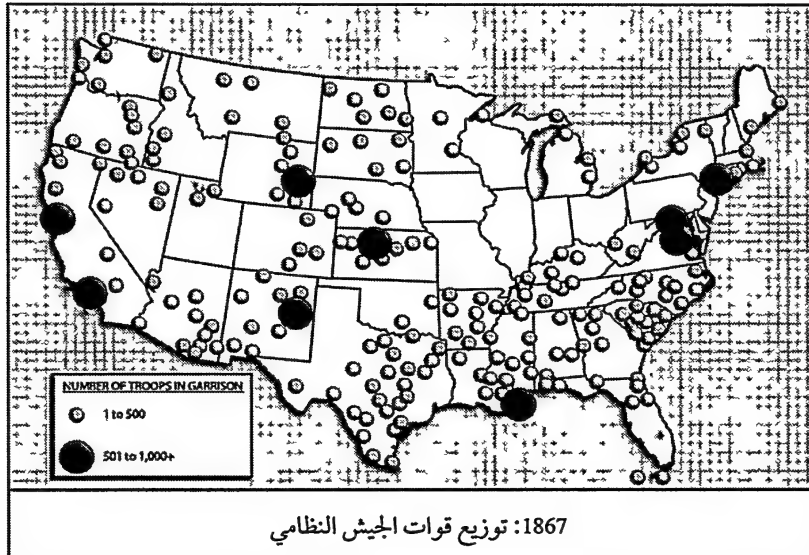 NUMBER OF TROOPS IN GARRISON
1 to 500
501 to 1,000+
1867: توزيع قوات الجيش النظامي